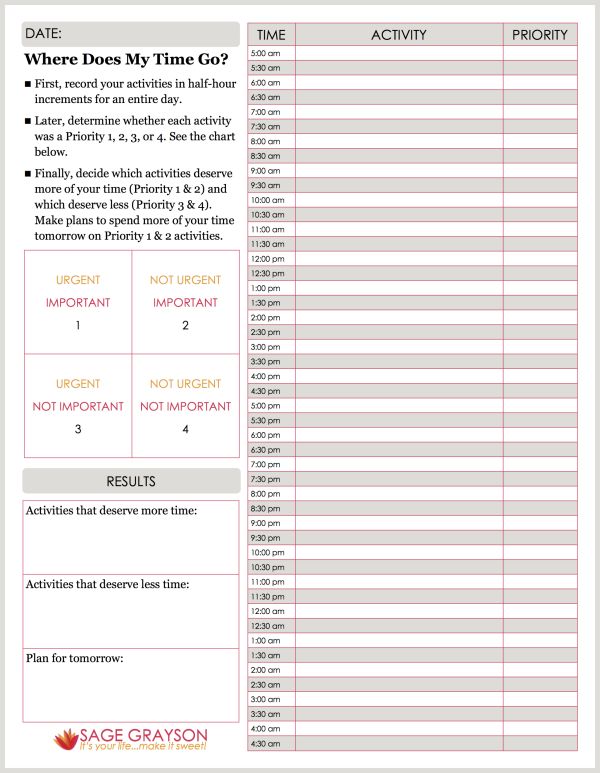 DATE:
Where Does My Time Go?
■ First, record your activities in half-hour
increments for an entire day.
■ Later, determine whether each activity
was a Priority 1, 2, 3, or 4. See the chart
below.
■ Finally, decide which activities deserve
more of your time (Priority 1 & 2) and
which deserve less (Priority 3 & 4).
Make plans to spend more of your time
tomorrow on Priority 1 & 2 activities.
URGENT
IMPORTANT
1
NOT URGENT
IMPORTANT
2
URGENT
NOT IMPORTANT
3
NOT URGENT
NOT IMPORTANT
4
RESULTS
Activities that deserve more time:
Activities that deserve less time:
Plan for tomorrow:
SAGE GRAYSON
It's your life...make it sweet!
TIME ACTIVITY PRIORITY
5:00 am
5:30 am
6:00 am
6:30 am
7:00 am
7:30 am
8:00 am
8:30 am
9:00 am
9:30 am
10:00 am
10:30 am
11:00 am
11:30 am
12:00 pm
12:30 pm
1:00 pm
1:30 pm
2:00 pm
2:30 pm
3:00 pm
3:30 pm
4:00 pm
4:30 pm
5:00 pm
5:30 pm
6:00 pm
6:30 pm
7:00 pm
7:30 pm
8:00 pm
8:30 pm
9:00 pm
9:30 pm
10:00 pm
10:30 pm
11:00 pm
11:30 pm
12:00 am
12:30 am
1:00 am
1:30 am
2:00 am
2:30 am
3:00 am
3:30 am
4:00 am
4:30 am